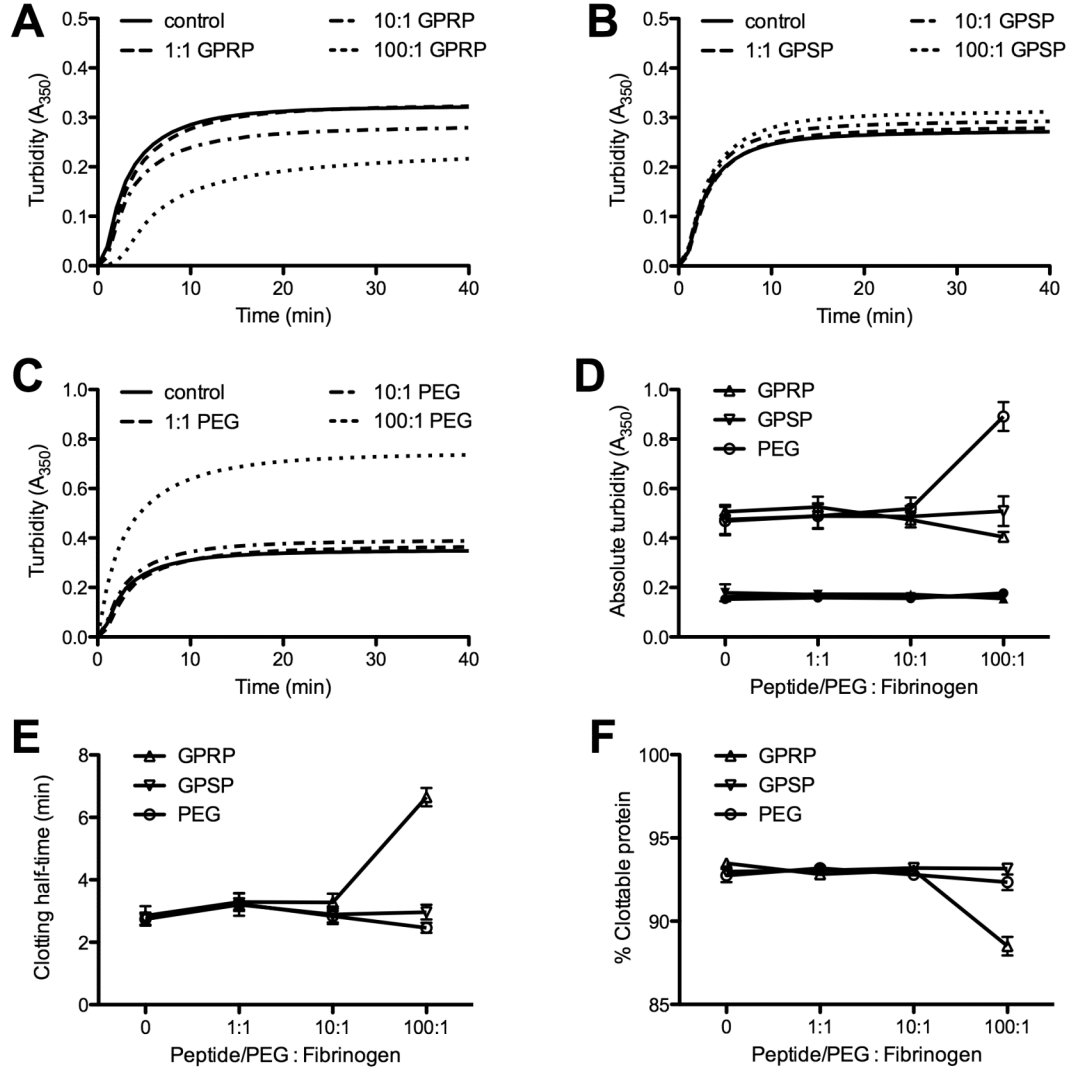 A
control
10:1 GPRP
1:1 GPRP
100:1 GPRP
0.5
0.4
0.3
0.2
0.1
0.0
Turbidity (A350)
0 10 20 30 40
Time (min)
B
control
10:1 GPSP
1:1 GPSP
100:1 GPSP
0.5
0.4
0.3
0.2
0.1
0.0
Turbidity (A350)
0 10 20 30 40
Time (min)
C
control
10:1 PEG
1:1 PEG
100:1 PEG
1.0
0.8
0.6
0.4
0.2
0.0
Turbidity (A350)
0 10 20 30 40
Time (min)
D
GPRP
GPSP
PEG
1.0
0.8
0.6
0.4
0.2
0.0
Absolute turbidity (A350)
0 1:1 10:1 100:1
Peptide/PEG : Fibrinogen
E
GPRP
GPSP
PEG
8
6
4
2
0
Clotting half-time (min)
0 1:1 10:1 100:1
Peptide/PEG : Fibrinogen
F
GPRP
GPSP
PEG
100
95
90
85
% Clottable protein
0 1:1 10:1 100:1
Peptide/PEG : Fibrinogen